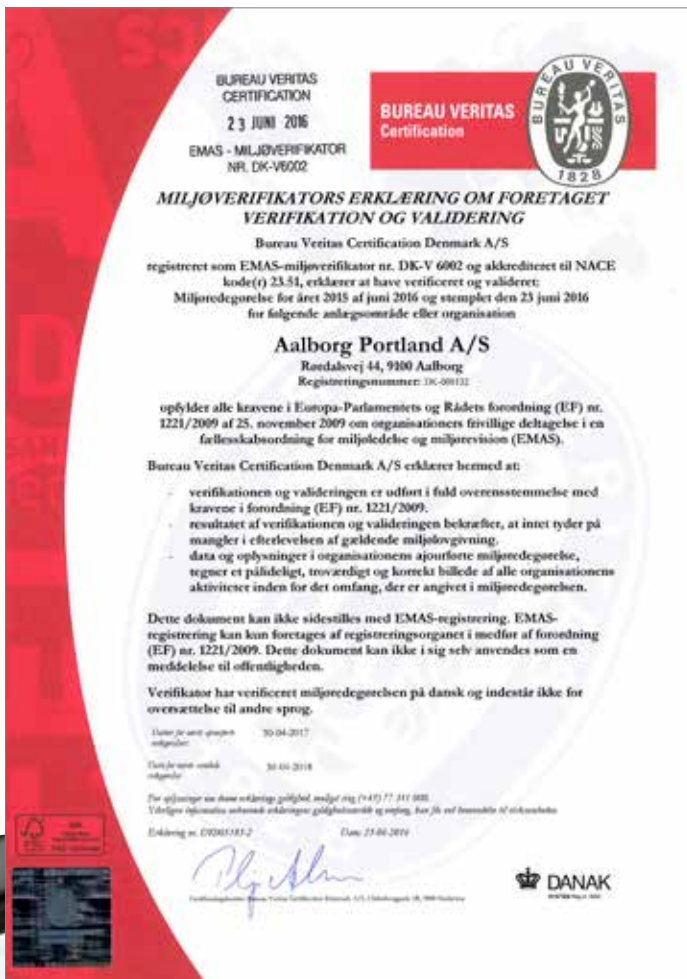 BUREAU VERITAS
CERTIFICATION
23 JUNI 2016
EMAS - MILJØVERIFIKATOR
NR. DK-V6002
BUREAU VERITAS
Certification
BUREAU VERITAS
1828
MILJØVERIFIKATORS ERKLÆRING OM FORETAGET
VERIFIKATION OG VALIDERING
Bureau Veritas Certification Denmark A/S
registreret som EMAS-miljøverifikator nr. DK-V 6002 og akkrediteret til NACE
kode(r) 23.51, erklærer at have verificeret og valideret:
Miljøredegørelse for året 2015 af juni 2016 og stemplet den 23 juni 2016
for følgende anlægsområde eller organisation
Aalborg Portland A/S
Rørdalsvej 44, 9100 Aalborg
Registreringsnummer:
opfylder alle kravene i Europa-Parlamentets og Rådets forordning (EF) nr.
1221/2009 af 25. november 2009 om organisationers frivillige deltagelse i en
fællesskabsordning for miljøledelse og miljørevision (EMAS).
Bureau Veritas Certification Denmark A/S erklærer hermed at:
- verifikationen og valideringen er udført i fuld overensstemmelse med
kravene i forordning (EF) nr. 1221/2009.
- resultatet af verifikationen og valideringen bekræfter, at intet tyder på
mangler i efterlevelsen af gældende miljølovgivning.
- data og oplysninger i organisationens ajourførte miljøredegørelse,
tegner et pålideligt, troværdigt og korrekt billede af alle organisationens
aktiviteter inden for det omfang, der er angivet i miljøredegørelsen.
Dette dokument kan ikke sidestilles med EMAS-registrering. EMAS-
registrering kan kun foretages af registreringsorganet i medfør af forordning
(EF) nr. 1221/2009. Dette dokument kan ikke i sig selv anvendes som en
meddelelse til offentligheden.
Verifikator har verificeret miljøredegørelsen på dansk og indestår ikke for
oversættelse til andre sprog.
30-04-2017
Erklæring nr.
Dato: 23-06-2016
FSC
DANAK